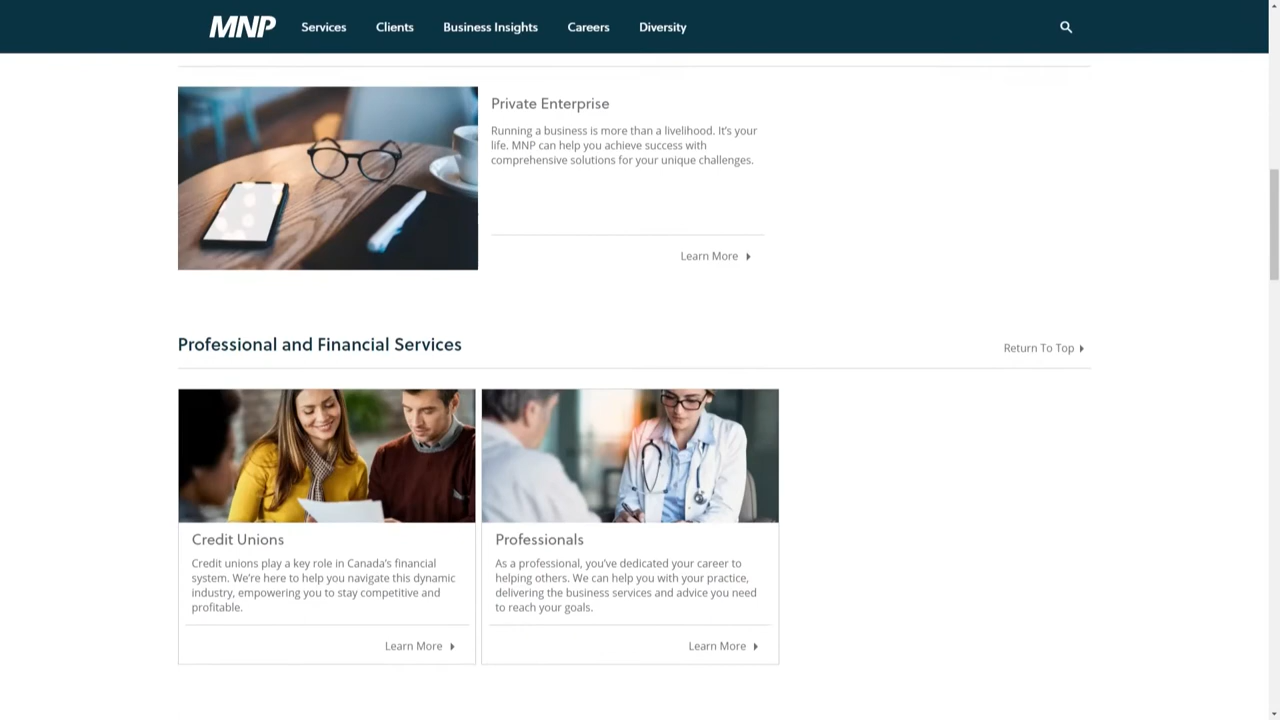 MNP Services Clients Business Insights Careers Diversity
Private Enterprise
Running a business is more than a livelihood. It's your
life. MNP can help you achieve success with
comprehensive solutions for your unique challenges.
Learn More
Professional and Financial Services
Return To Top
Credit Unions
Credit unions play a key role in Canada's financial
system. We're here to help you navigate this dynamic
industry, empowering you to stay competitive and
profitable.
Learn More
Professionals
As a professional, you've dedicated your career to
helping others. We can help you with your practice,
delivering the business services and advice you need
to reach your goals.
Learn More